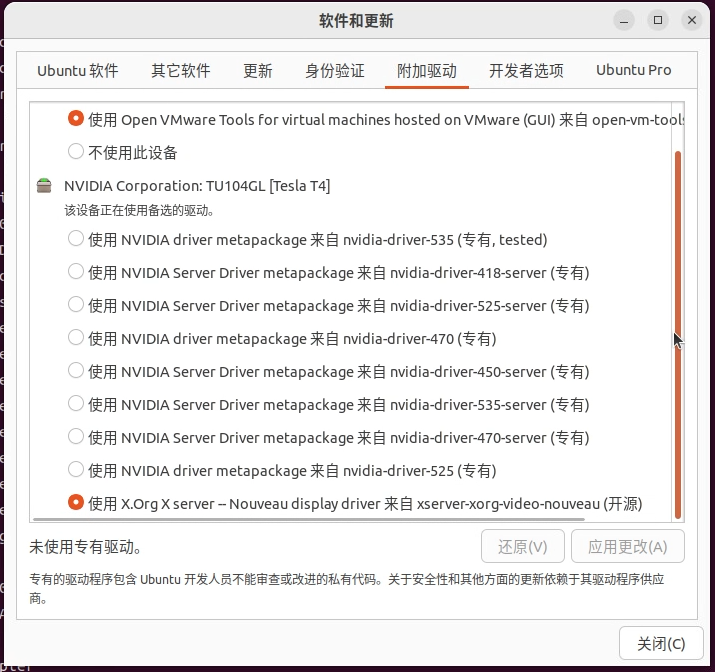 软件和更新
Ubuntu 软件 其它软件 更新 身份验证 附加驱动 开发者选项 Ubuntu Pro
使用 Open VMware Tools for virtual machines hosted on VMware (GUI) 来自 open-vm-tools
不使用此设备
NVIDIA Corporation: TU104GL [Tesla T4]
该设备正在使用备选的驱动。
使用 NVIDIA driver metapackage 来自 nvidia-driver-535 (专有, tested)
使用 NVIDIA Server Driver metapackage 来自 nvidia-driver-418-server (专有)
使用 NVIDIA Server Driver metapackage 来自 nvidia-driver-525-server (专有)
使用 NVIDIA driver metapackage 来自 nvidia-driver-470 (专有)
使用 NVIDIA Server Driver metapackage 来自 nvidia-driver-450-server (专有)
使用 NVIDIA Server Driver metapackage 来自 nvidia-driver-535-server (专有)
使用 NVIDIA Server Driver metapackage 来自 nvidia-driver-470-server (专有)
使用 NVIDIA driver metapackage 来自 nvidia-driver-525 (专有)
使用 X.Org X server -- Nouveau display driver 来自 xserver-xorg-video-nouveau (开源)
未使用专有驱动。 还原(V) 应用更改(A)
专有的驱动程序包含 Ubuntu 开发人员不能审查或改进的私有代码。关于安全性和其他方面的更新依赖于其驱动程序供应
商。
关闭(C)